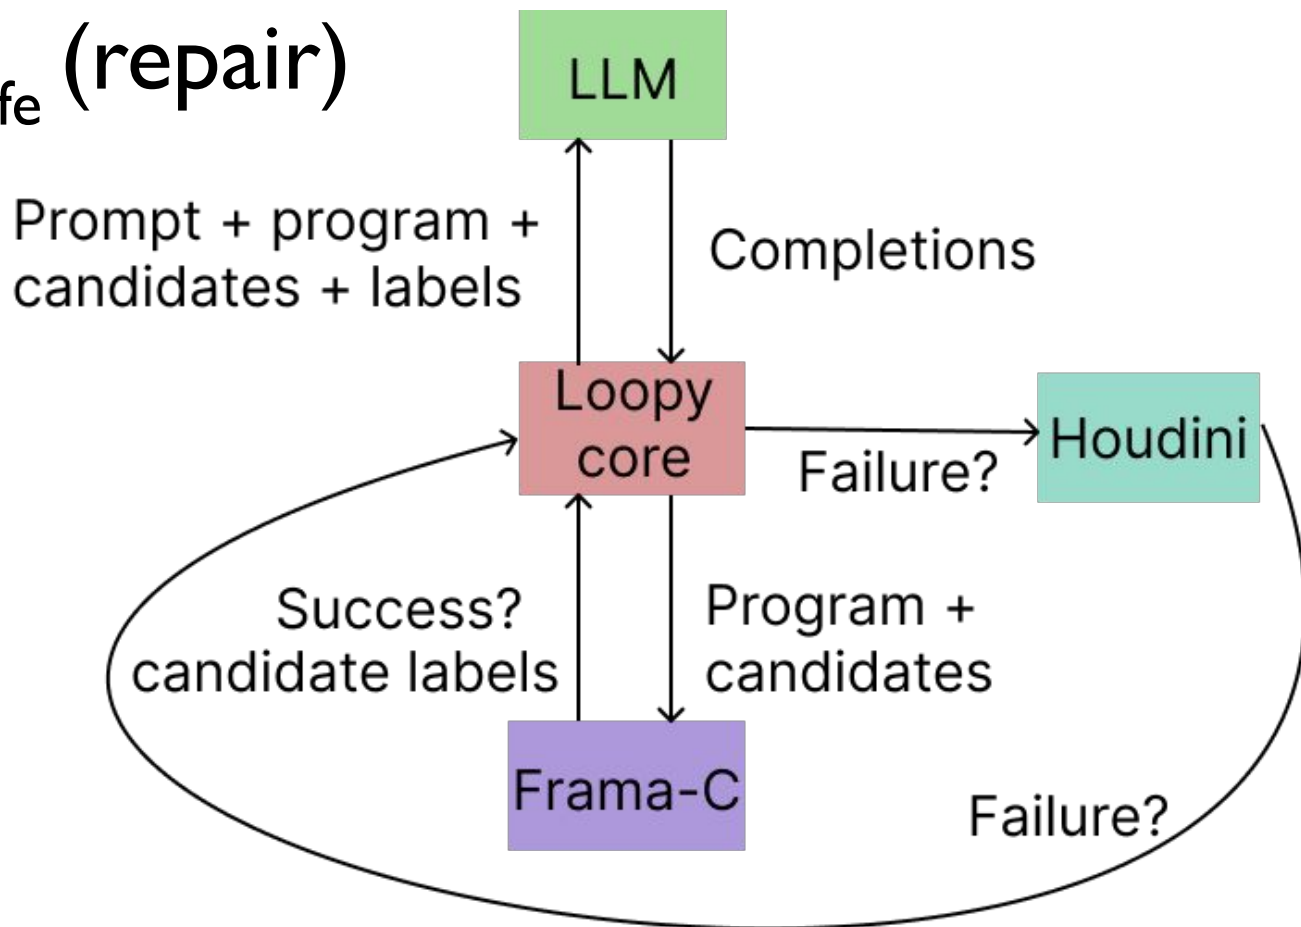 fe (repair)
LLM
Prompt + program +
candidates + labels
Completions
Loopy
core
Failure?
Houdini
Success?
candidate labels
Program +
candidates
Frama-C
Failure?